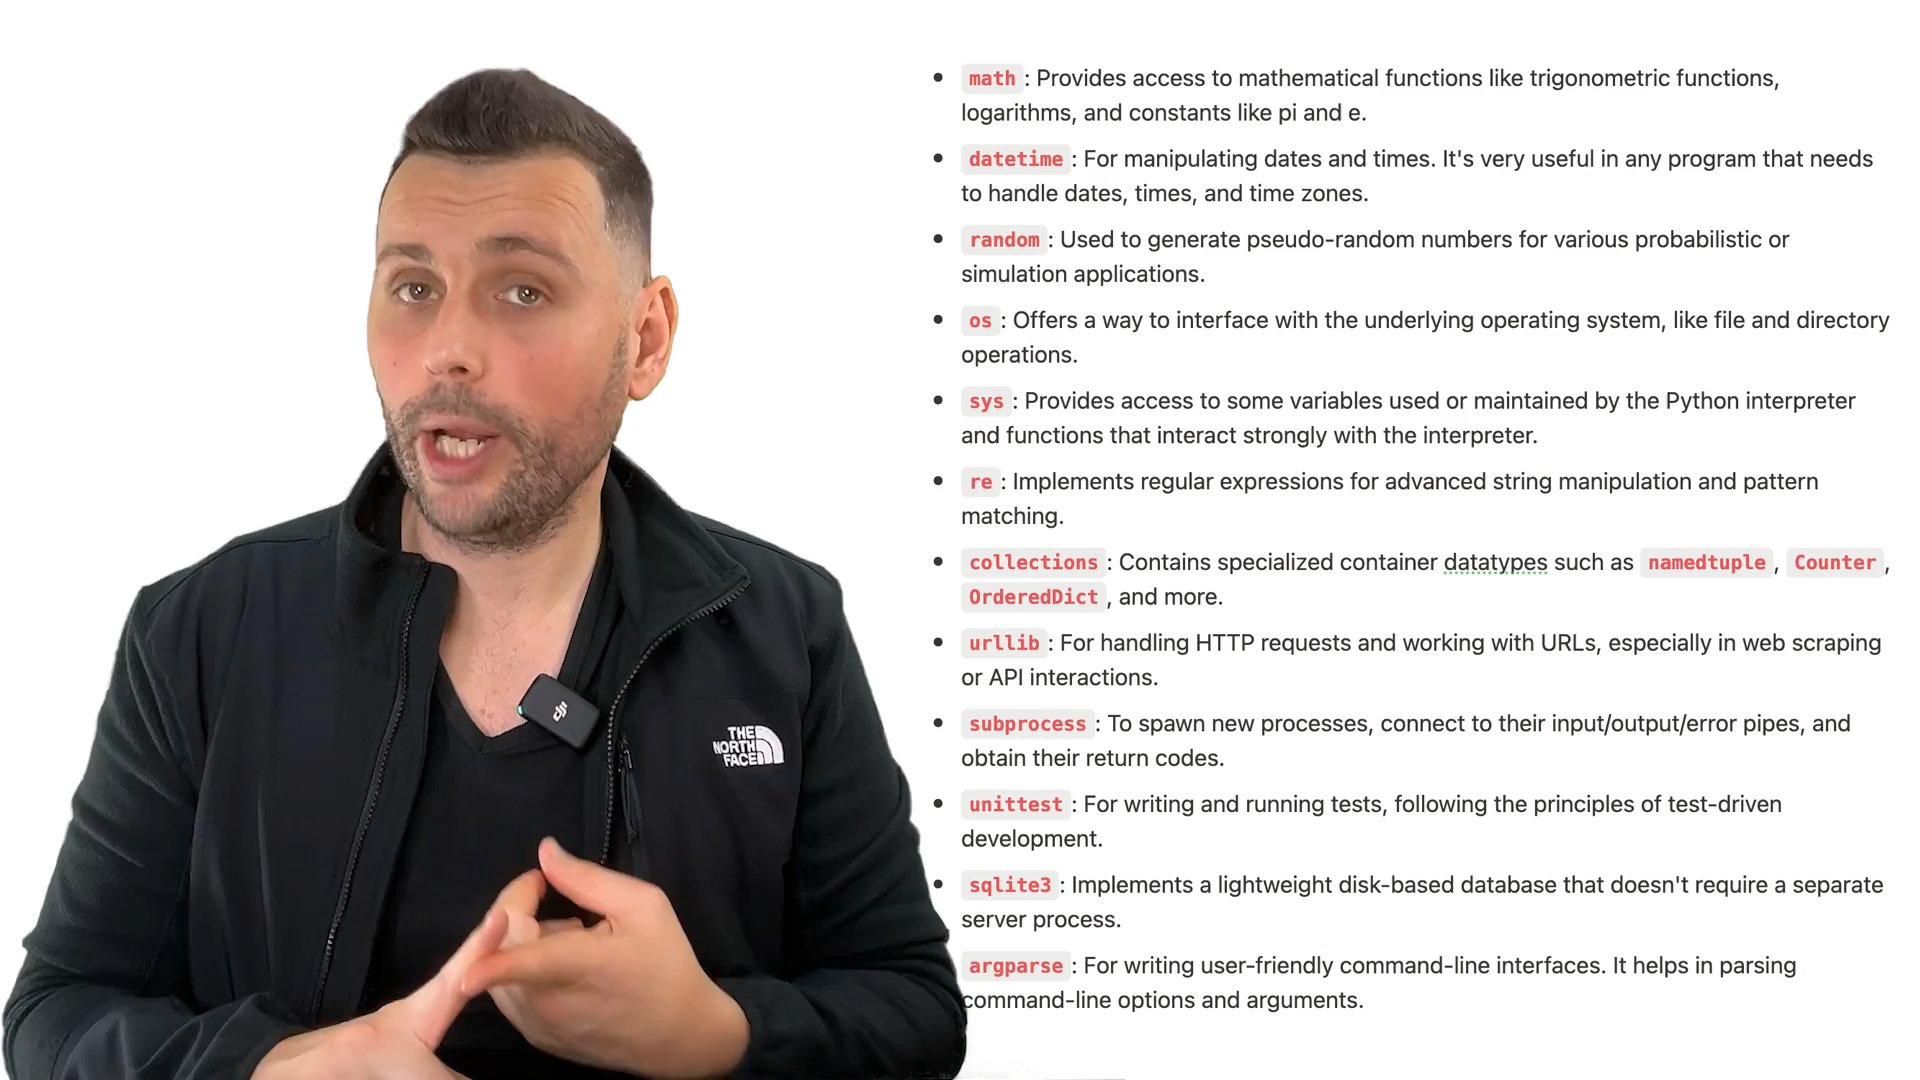 math : Provides access to mathematical functions like trigonometric functions,
logarithms, and constants like pi and e.
datetime : For manipulating dates and times. It's very useful in any program that needs
to handle dates, times, and time zones.
random : Used to generate pseudo-random numbers for various probabilistic or
simulation applications.
os : Offers a way to interface with the underlying operating system, like file and directory
operations.
sys : Provides access to some variables used or maintained by the Python interpreter
and functions that interact strongly with the interpreter.
re : Implements regular expressions for advanced string manipulation and pattern
matching.
collections : Contains specialized container datatypes such as namedtuple , Counter ,
OrderedDict , and more.
urllib : For handling HTTP requests and working with URLs, especially in web scraping
or API interactions.
subprocess : To spawn new processes, connect to their input/output/error pipes, and
obtain their return codes.
unittest : For writing and running tests, following the principles of test-driven
development.
sqlite3 : Implements a lightweight disk-based database that doesn't require a separate
server process.
argparse : For writing user-friendly command-line interfaces. It helps in parsing
command-line options and arguments.
dji
THE
NORTH
FACE